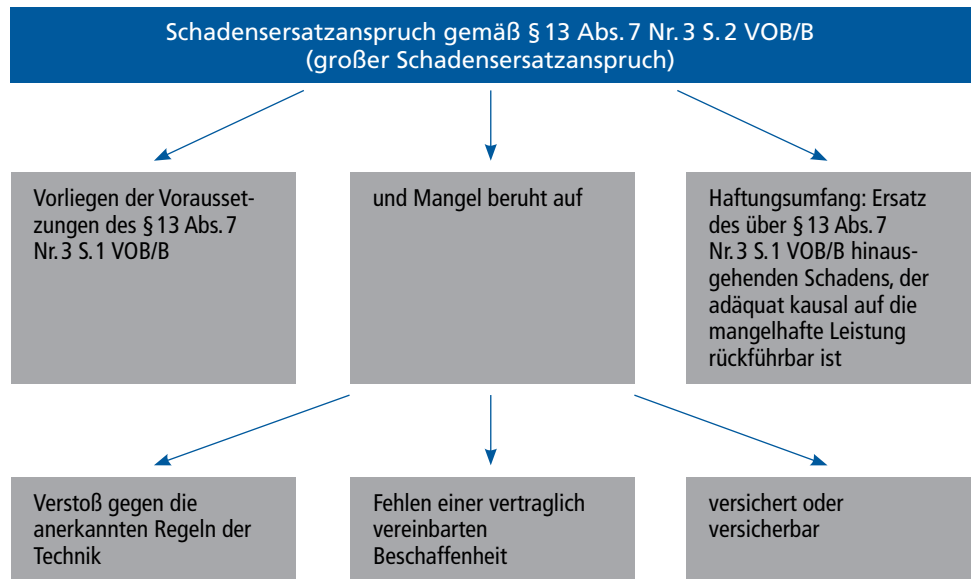 Schadensersatzanspruch gemäß § 13 Abs. 7 Nr. 3 S. 2 VOB/B
(großer Schadensersatzanspruch)
Vorliegen der Vorausset-
zungen des § 13 Abs. 7
Nr. 3 S. 1 VOB/B
und Mangel beruht auf
Haftungsumfang: Ersatz
des über § 13 Abs. 7
Nr. 3 S. 1 VOB/B hinaus-
gehenden Schadens, der
adäquat kausal auf die
mangelhafte Leistung
rückführbar ist
Verstoß gegen die
anerkannten Regeln der
Technik
Fehlen einer vertraglich
vereinbarten
Beschaffenheit
versichert oder
versicherbar